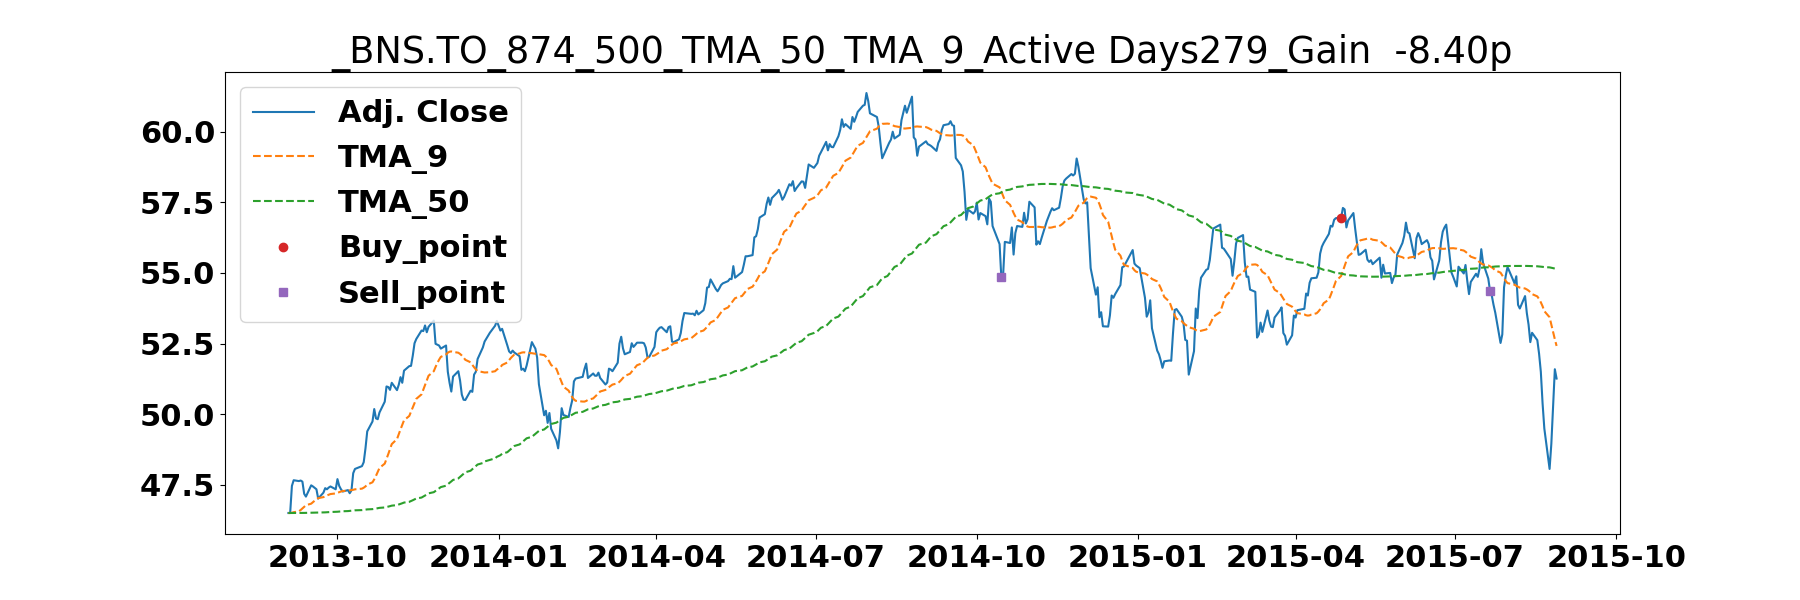 _BNS.TO_874_500_TMA_50_TMA_9_Active Days279_Gain  -8.40p
Adj. Close
TMA_9
TMA_50
Buy_point
Sell_point
60.0
57.5
55.0
52.5
50.0
47.5
2013-10 2014-01 2014-04 2014-07 2014-10 2015-01 2015-04 2015-07 2015-10